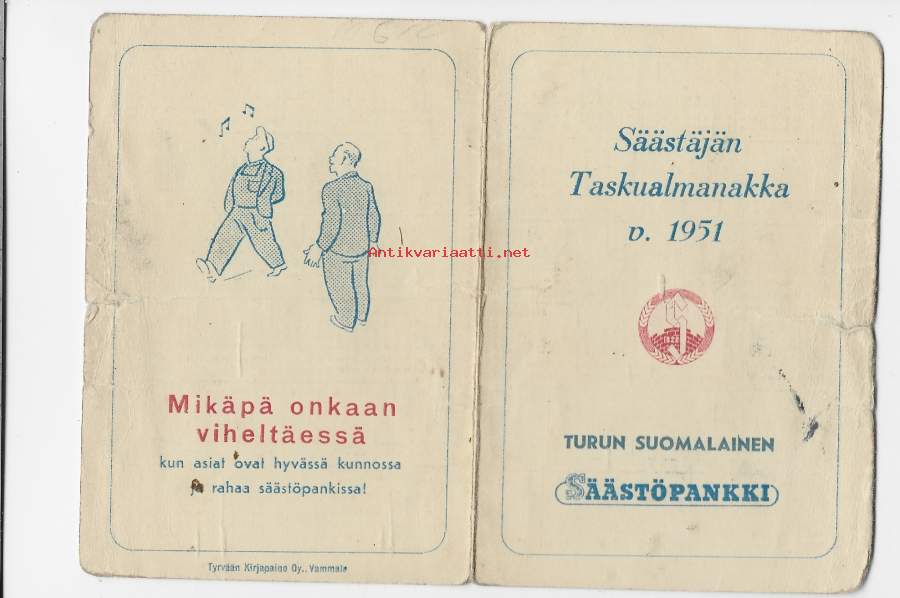 Mikäpä onkaan
viheltäessä
kun asiat ovat hyvässä kunnossa
ja rahaa säästöpankissa!
Tyrvään Kirjapaino Oy., Vammala
Säästäjän
Taskualmanakka
v. 1951
Antikvariaatti.net
TURUN SUOMALAINEN
SÄÄSTÖPANKKI